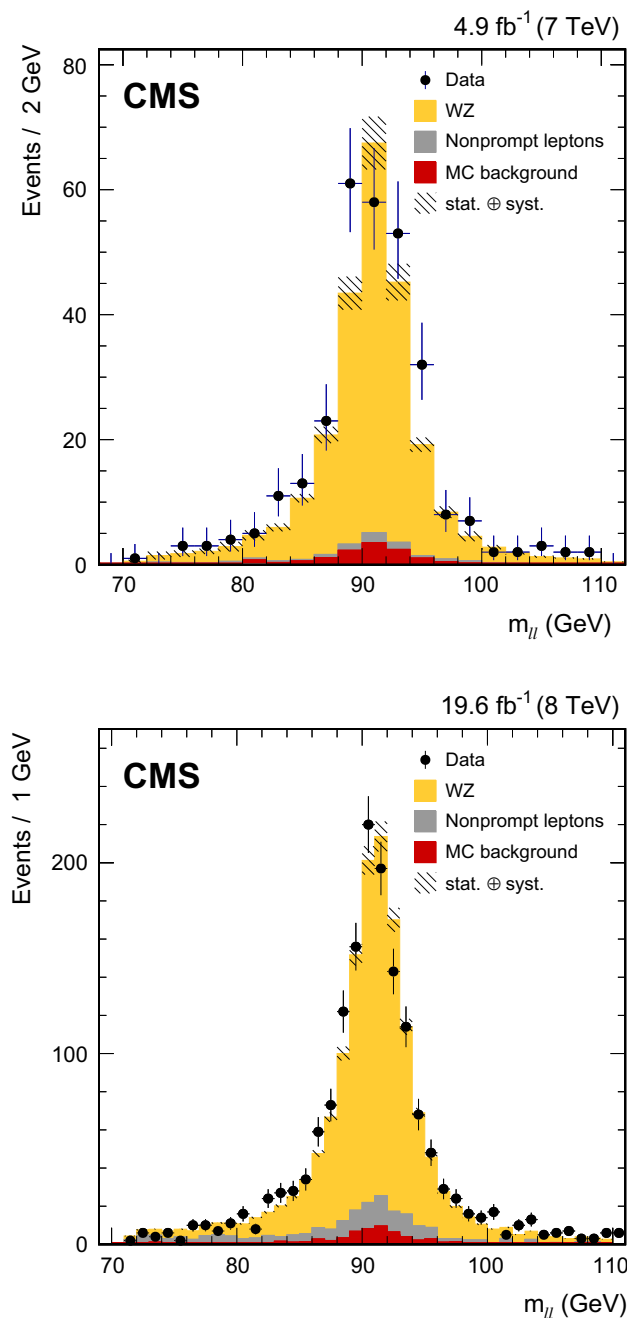 4.9 fb⁻¹ (7 TeV)
CMS
Data
WZ
Nonprompt leptons
MC background
stat. ⊕ syst.
Events / 2 GeV
80
60
40
20
0
70 80 90 100 110
m_ll (GeV)
19.6 fb⁻¹ (8 TeV)
CMS
Data
WZ
Nonprompt leptons
MC background
stat. ⊕ syst.
Events / 1 GeV
200
100
0
70 80 90 100 110
m_ll (GeV)